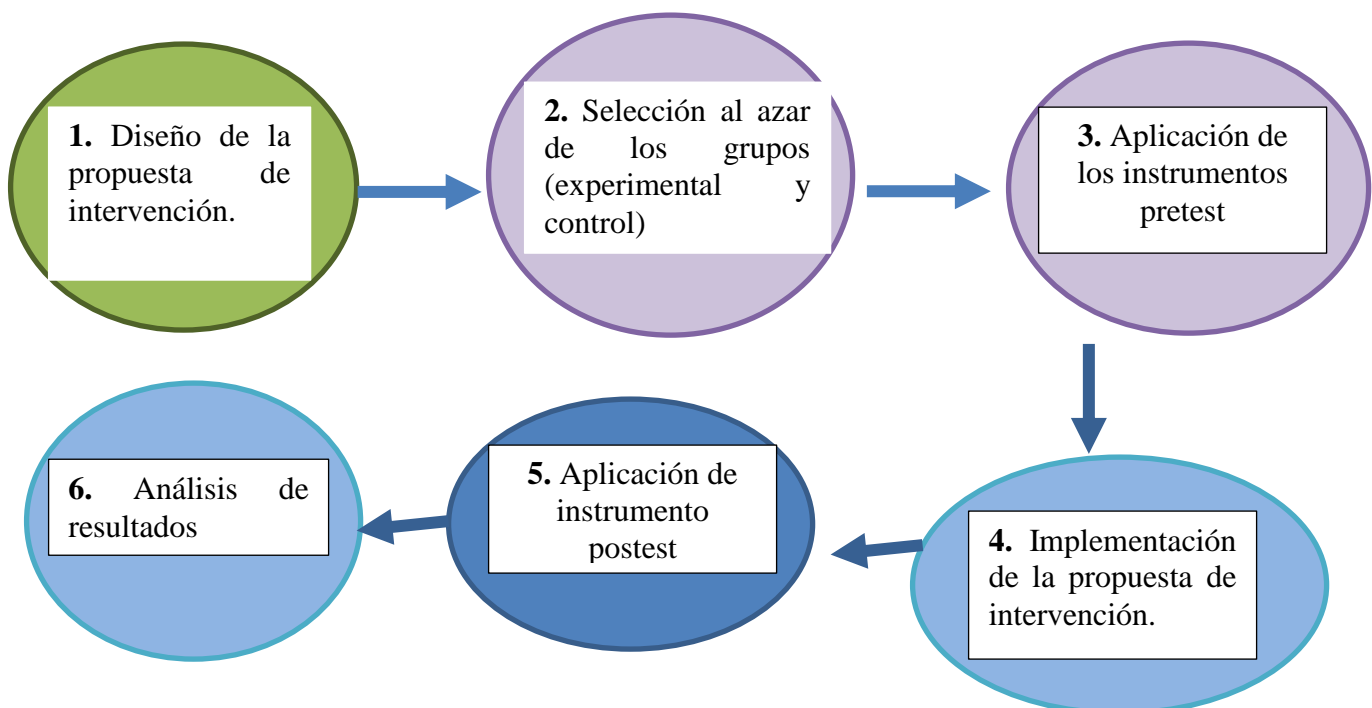 1. Diseño de la
propuesta de
intervención.
2. Selección al azar
de los grupos
(experimental y
control)
3. Aplicación de
los instrumentos
pretest
4. Implementación
de la propuesta de
intervención.
5. Aplicación de
instrumento
postest
6. Análisis de
resultados